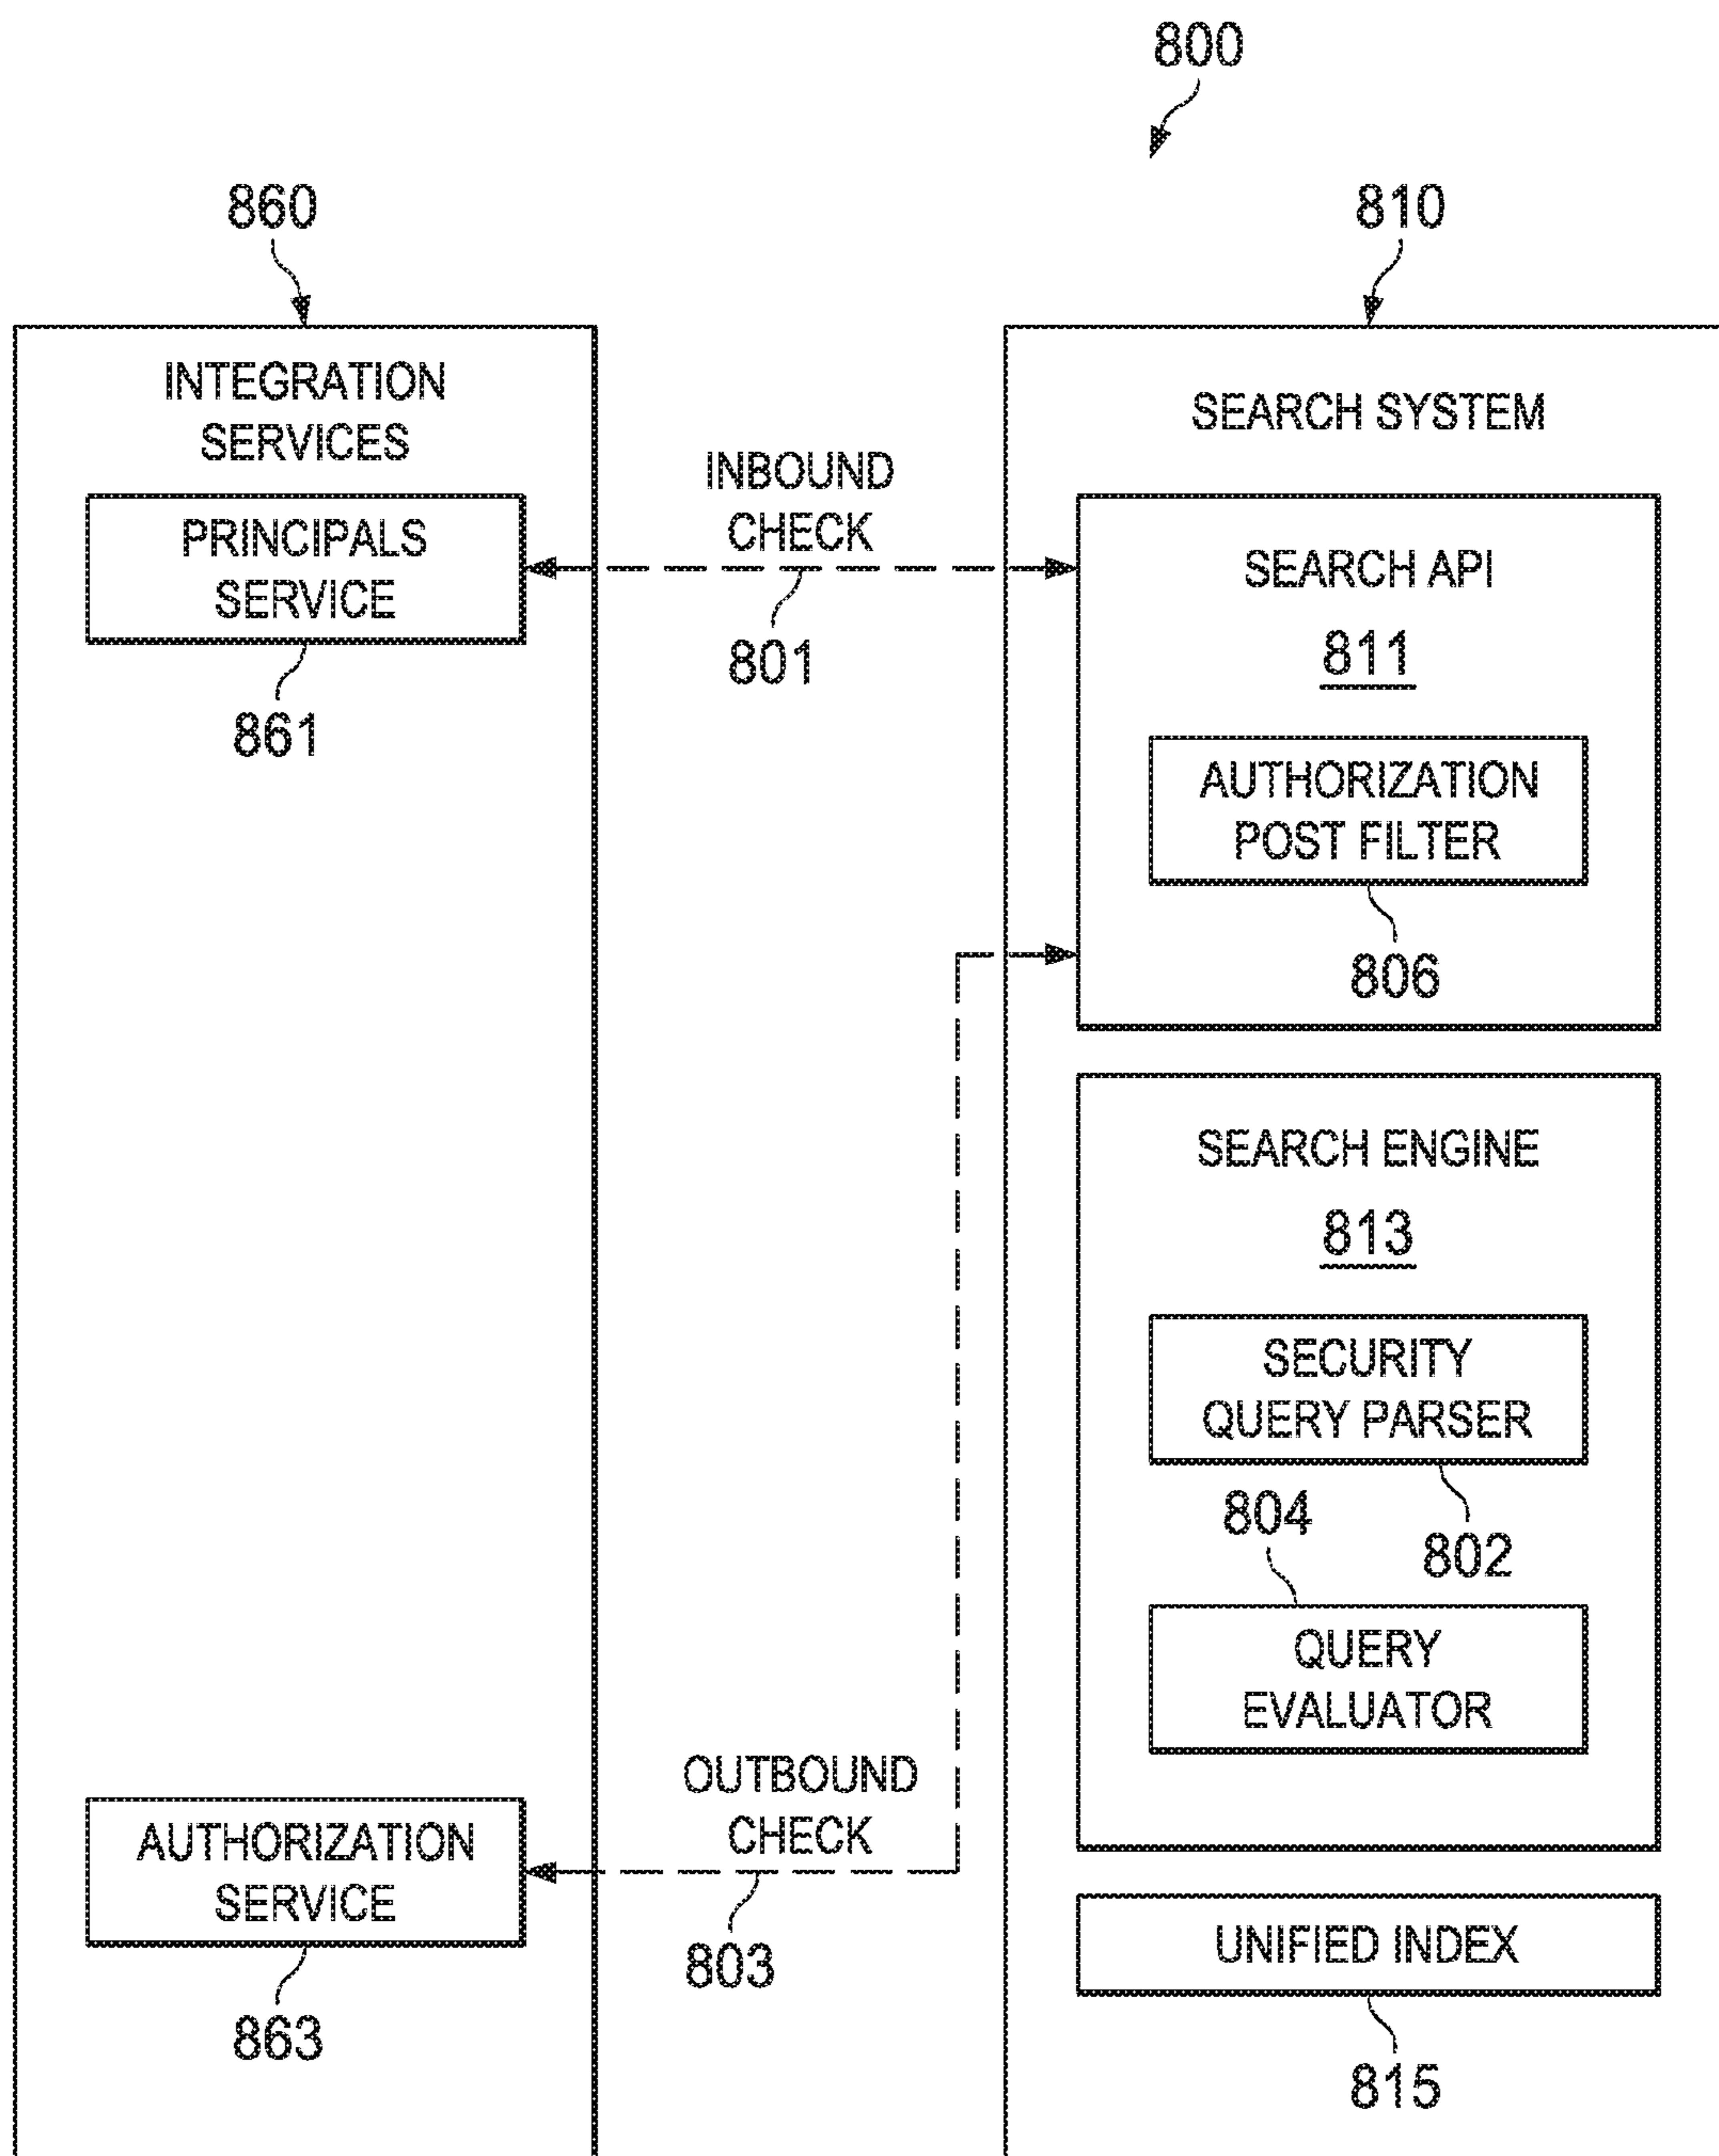 800
860
810
INTEGRATION
SERVICES
SEARCH SYSTEM
PRINCIPALS
SERVICE
861
INBOUND
CHECK
801
SEARCH API
811
AUTHORIZATION
POST FILTER
806
SEARCH ENGINE
813
SECURITY
QUERY PARSER
802
804
QUERY
EVALUATOR
OUTBOUND
CHECK
803
AUTHORIZATION
SERVICE
863
UNIFIED INDEX
815